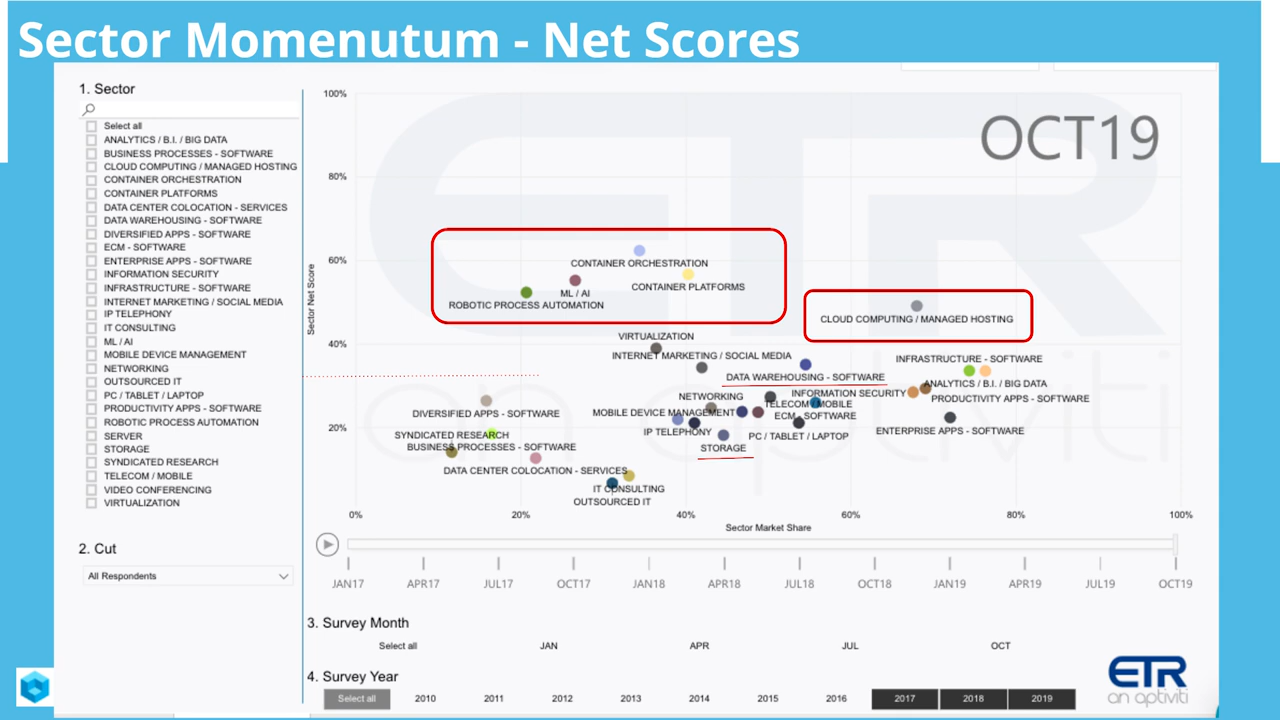 Sector Momenutum - Net Scores
1. Sector
Select all
ANALYTICS / B.I. / BIG DATA
BUSINESS PROCESSES - SOFTWARE
CLOUD COMPUTING / MANAGED HOSTING
CONTAINER ORCHESTRATION
CONTAINER PLATFORMS
DATA CENTER COLOCATION - SERVICES
DATA WAREHOUSING - SOFTWARE
DIVERSIFIED APPS - SOFTWARE
ECM - SOFTWARE
ENTERPRISE APPS - SOFTWARE
INFORMATION SECURITY
INFRASTRUCTURE - SOFTWARE
INTERNET MARKETING / SOCIAL MEDIA
IP TELEPHONY
IT CONSULTING
ML / AI
MOBILE DEVICE MANAGEMENT
NETWORKING
OUTSOURCED IT
PC / TABLET / LAPTOP
PRODUCTIVITY APPS - SOFTWARE
ROBOTIC PROCESS AUTOMATION
SERVER
STORAGE
SYNDICATED RESEARCH
TELECOM / MOBILE
VIDEO CONFERENCING
VIRTUALIZATION
2. Cut
All Respondents
OCT19
ETR
an aptiviti
Sector Net Score
100%
80%
60%
40%
20%
CONTAINER ORCHESTRATION
CONTAINER PLATFORMS
ML / AI
ROBOTIC PROCESS AUTOMATION
CLOUD COMPUTING / MANAGED HOSTING
VIRTUALIZATION
INTERNET MARKETING / SOCIAL MEDIA
INFRASTRUCTURE - SOFTWARE
DATA WAREHOUSING - SOFTWARE
ANALYTICS / B.I. / BIG DATA
INFORMATION SECURITY
NETWORKING
PRODUCTIVITY APPS - SOFTWARE
TELECOM / MOBILE
DIVERSIFIED APPS - SOFTWARE
MOBILE DEVICE MANAGEMENT
ECM - SOFTWARE
IP TELEPHONY
ENTERPRISE APPS - SOFTWARE
SYNDICATED RESEARCH
PC / TABLET / LAPTOP
BUSINESS PROCESSES - SOFTWARE
STORAGE
DATA CENTER COLOCATION - SERVICES
IT CONSULTING
OUTSOURCED IT
0% 20% 40% 60% 80% 100%
Sector Market Share
JAN17 APR17 JUL17 OCT17 JAN18 APR18 JUL18 OCT18 JAN19 APR19 JUL19 OCT19
3. Survey Month
Select all JAN APR JUL OCT
4. Survey Year
Select all 2010 2011 2012 2013 2014 2015 2016 2017 2018 2019
ETR
an aptiviti